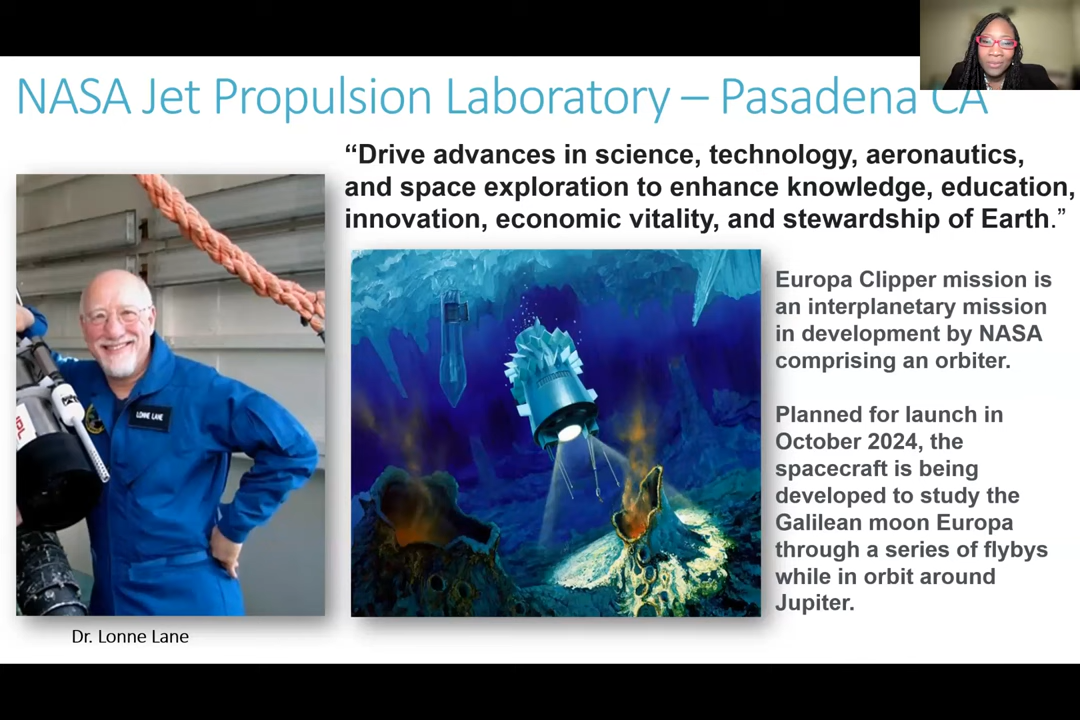 NASA Jet Propulsion Laboratory – Pasadena CA
“Drive advances in science, technology, aeronautics,
and space exploration to enhance knowledge, education,
innovation, economic vitality, and stewardship of Earth.”
LONNE LANE
Europa Clipper mission is
an interplanetary mission
in development by NASA
comprising an orbiter.
Planned for launch in
October 2024, the
spacecraft is being
developed to study the
Galilean moon Europa
through a series of flybys
while in orbit around
Jupiter.
Dr. Lonne Lane